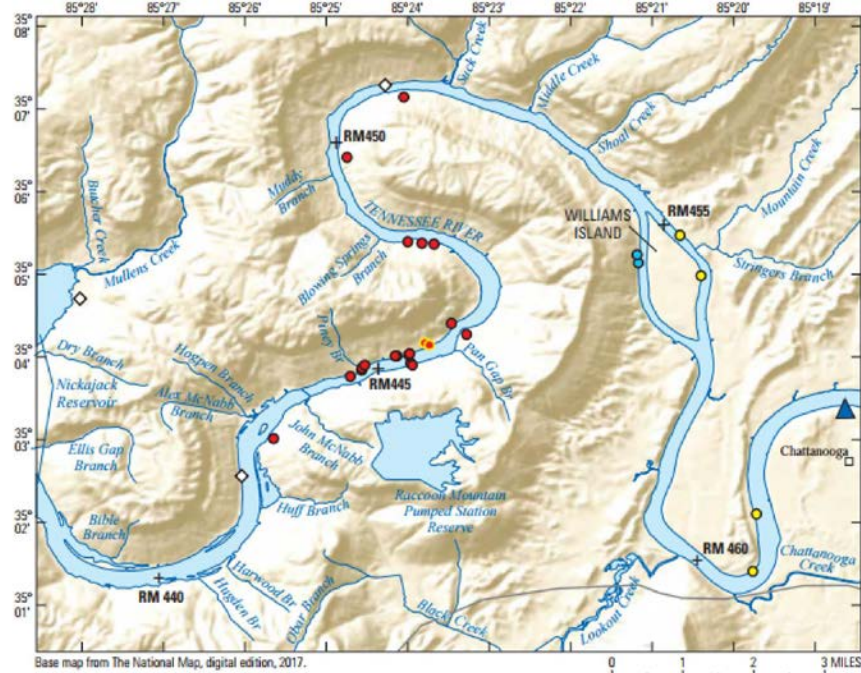 85°28 85°27 85°26 85°25 85°24 85°23 85°22 85°21 85°20 85°19
35°
08'
35°
07'
35°
06'
35°
05'
35°
04'
35°
03'
35°
02'
35°
01'
Suck Creek
Middle Creek
Shoal Creek
Mountain Creek
RM450
Muddy
Branch
TENNESSEE RIVER
Blowing Springs
Branch
WILLIAMS
ISLAND
RM455
Stringers Branch
Butcher Creek
Mullens Creek
Dry Branch
Nickajack
Reservoir
Hogpen Branch
Alex McNabb
Branch
Piney Br
RM445
Pan Gap Br
Ellis Gap
Branch
John McNabb
Branch
Raccoon Mountain
Pumped Station
Reserve
Huff Branch
Bible
Branch
RM 440
Harwood Br
Hugden Br
Obar Branch
Black Creek
Lookout Creek
RM 460
Chattanooga
Chattanooga
Creek
Base map from The National Map, digital edition, 2017.
0 1 2 3 MILES